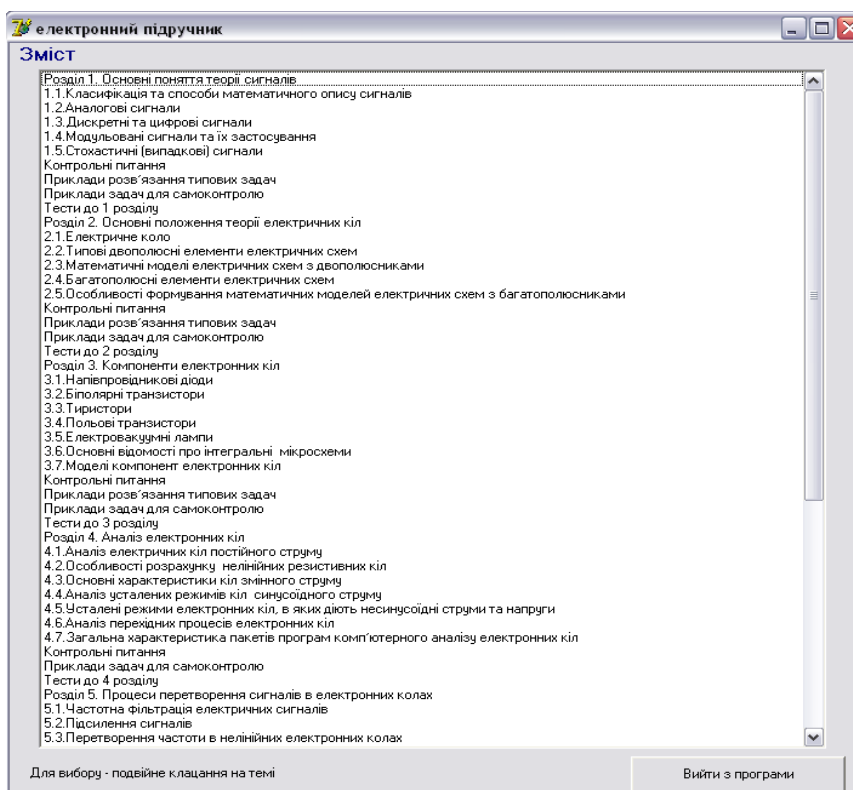 електронний підручник
Зміст
Розділ 1. Основні поняття теорії сигналів
1.1.Класифікація та способи математичного опису сигналів
1.2.Аналогові сигнали
1.3.Дискретні та цифрові сигнали
1.4.Модульовані сигнали та їх застосування
1.5.Стохастичні (випадкові) сигнали
Контрольні питання
Приклади розв´язання типових задач
Приклади задач для самоконтролю
Тести до 1 розділу
Розділ 2. Основні положення теорії електричних кіл
2.1.Електричне коло
2.2.Типові двополюсні елементи електричних схем
2.3.Математичні моделі електричних схем з двополюсниками
2.4.Багатополюсні елементи електричних схем
2.5.Особливості формування математичних моделей електричних схем з багатополюсниками
Контрольні питання
Приклади розв´язання типових задач
Приклади задач для самоконтролю
Тести до 2 розділу
Розділ 3. Компоненти електронних кіл
3.1.Напівпровідникові діоди
3.2.Біполярні транзистори
3.3.Тиристори
3.4.Польові транзистори
3.5.Електровакуумні лампи
3.6.Основні відомості про інтегральні  мікросхеми
3.7.Моделі компонент електронних кіл
Контрольні питання
Приклади розв´язання типових задач
Приклади задач для самоконтролю
Тести до 3 розділу
Розділ 4. Аналіз електронних кіл
4.1.Аналіз електричних кіл постійного струму
4.2.Особливості розрахунку  нелінійних резистивних кіл
4.3.Основні характеристики кіл змінного струму
4.4.Аналіз усталених режимів кіл  синусоїдного струму
4.5.Усталені режими електронних кіл, в яких діють несинусоїдні струми та напруги
4.6.Аналіз перехідних процесів електронних кіл
4.7.Загальна характеристика пакетів програм комп´ютерного аналізу електронних кіл
Контрольні питання
Приклади задач для самоконтролю
Тести до 4 розділу
Розділ 5. Процеси перетворення сигналів в електронних колах
5.1.Частотна фільтрація електричних сигналів
5.2.Підсилення сигналів
5.3.Перетворення частоти в нелінійних електронних колах
Для вибору - подвійне клацання на темі
Вийти з програми